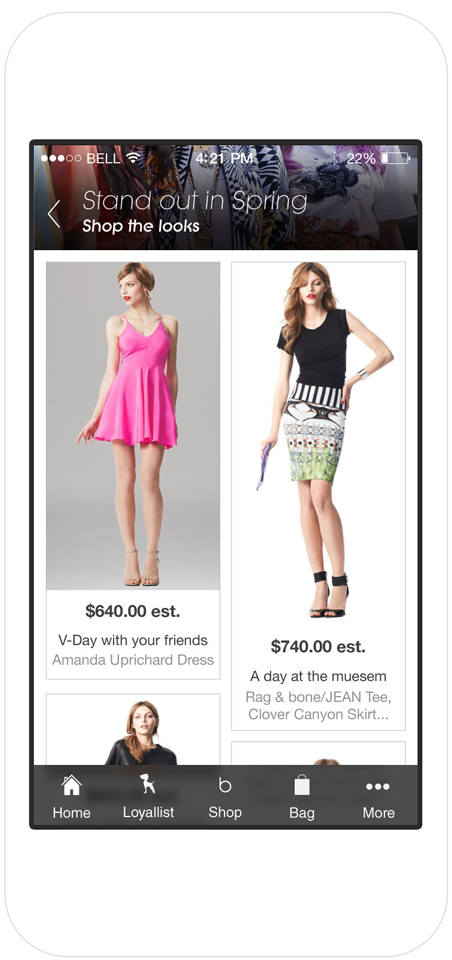 BELL 4:21 PM 22%
Stand out in Spring
Shop the looks
$640.00 est.
V-Day with your friends
Amanda Uprichard Dress
$740.00 est.
A day at the muesem
Rag & bone/JEAN Tee,
Clover Canyon Skirt...
Home Loyallist Shop Bag More